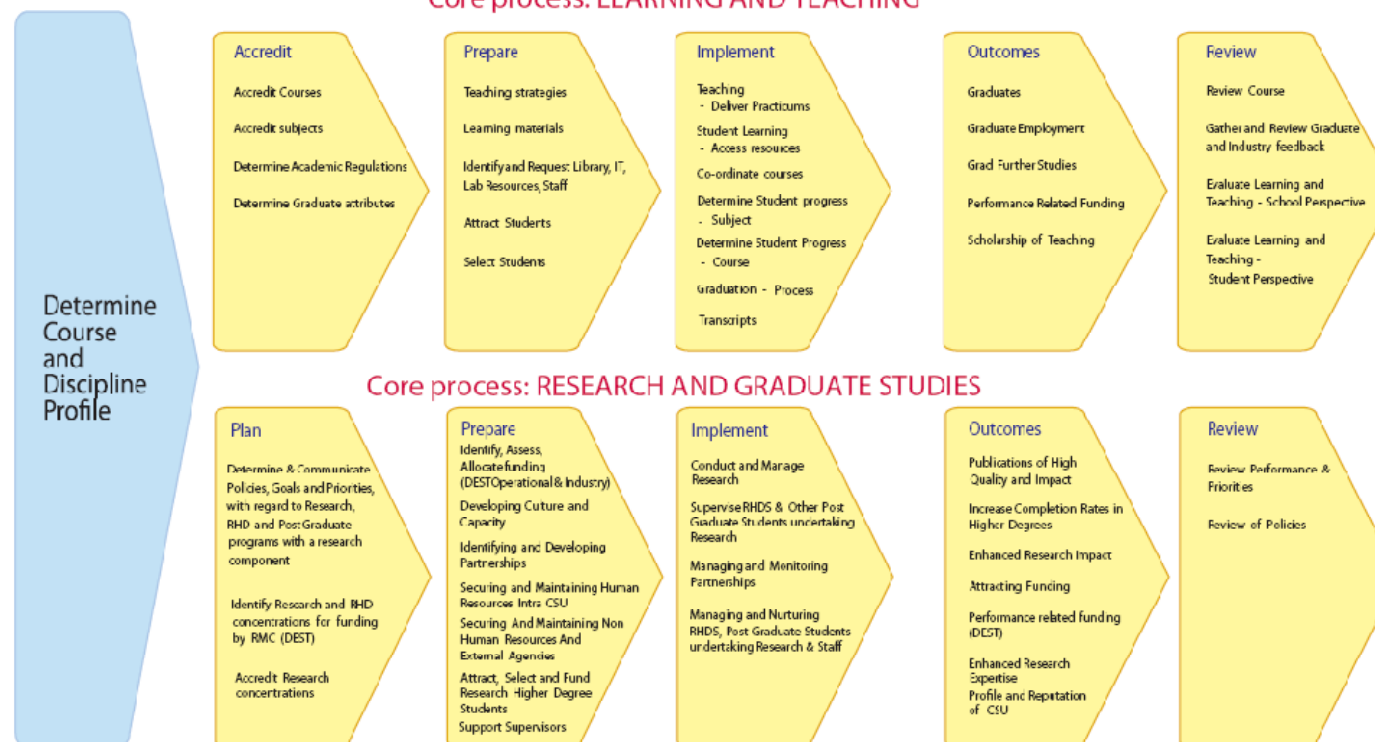 Core process: LEARNING AND TEACHING
Determine
Course
and
Discipline
Profile
Accredit
Accredit Courses
Accredit subjects
Determine Academic Regulations
Determine Graduate attributes
Prepare
Teaching strategies
Learning materials
Identify and Request Library, IT,
Lab Resources, Staff
Attract Students
Select Students
Implement
Teaching
- Deliver Practicums
Student Learning
- Access resources
Co-ordinate courses
Determine Student progress
- Subject
Determine Student Progress
- Course
Graduation - Process
Transcripts
Outcomes
Graduates
Graduate Employment
Grad Further Studies
Performance Related Funding
Scholarship of Teaching
Review
Review Course
Gather and Review Graduate
and Industry feedback
Evaluate Learning and
Teaching - School Perspective
Evaluate Learning and
Teaching -
Student Perspective
Core process: RESEARCH AND GRADUATE STUDIES
Plan
Determine & Communicate
Policies, Goals and Priorties,
with regard to Research,
RHD and Post Graduate
programs with a research
component
Identify Research and RHD
concentrations for funding
by RMC (DEST)
Accredit Research
concertrations
Prepare
Identify, Assess,
Allocate funding
(DEST Operational & Industry)
Developing Culture and
Capacity
Identifying and Developing
Partnerships
Securing and Maintaining Human
Resources Intra CSU
Securing And Maintaining Non
Human Resources And
External Agencies
Attract, Select and Fund
Research Higher Degree
Students
Support Supervisors
Implement
Conduct and Manage
Research
Supervise RHDS & Other Post
Graduate Students undertaking
Research
Managing and Monitoring
Partnerships
Managing and Nurturing
RHDS, Post Graduate Students
undertaking Research & Staff
Outcomes
Publications of High
Quality and Impact
Increase Completion Rates in
Higher Degrees
Enhanced Research Impact
Attracting Funding
Performance related funding
(DEST)
Enhanced Research
Expertise
Profile and Reputation
of CSU
Review
Review Performance &
Priorities
Review of Policies